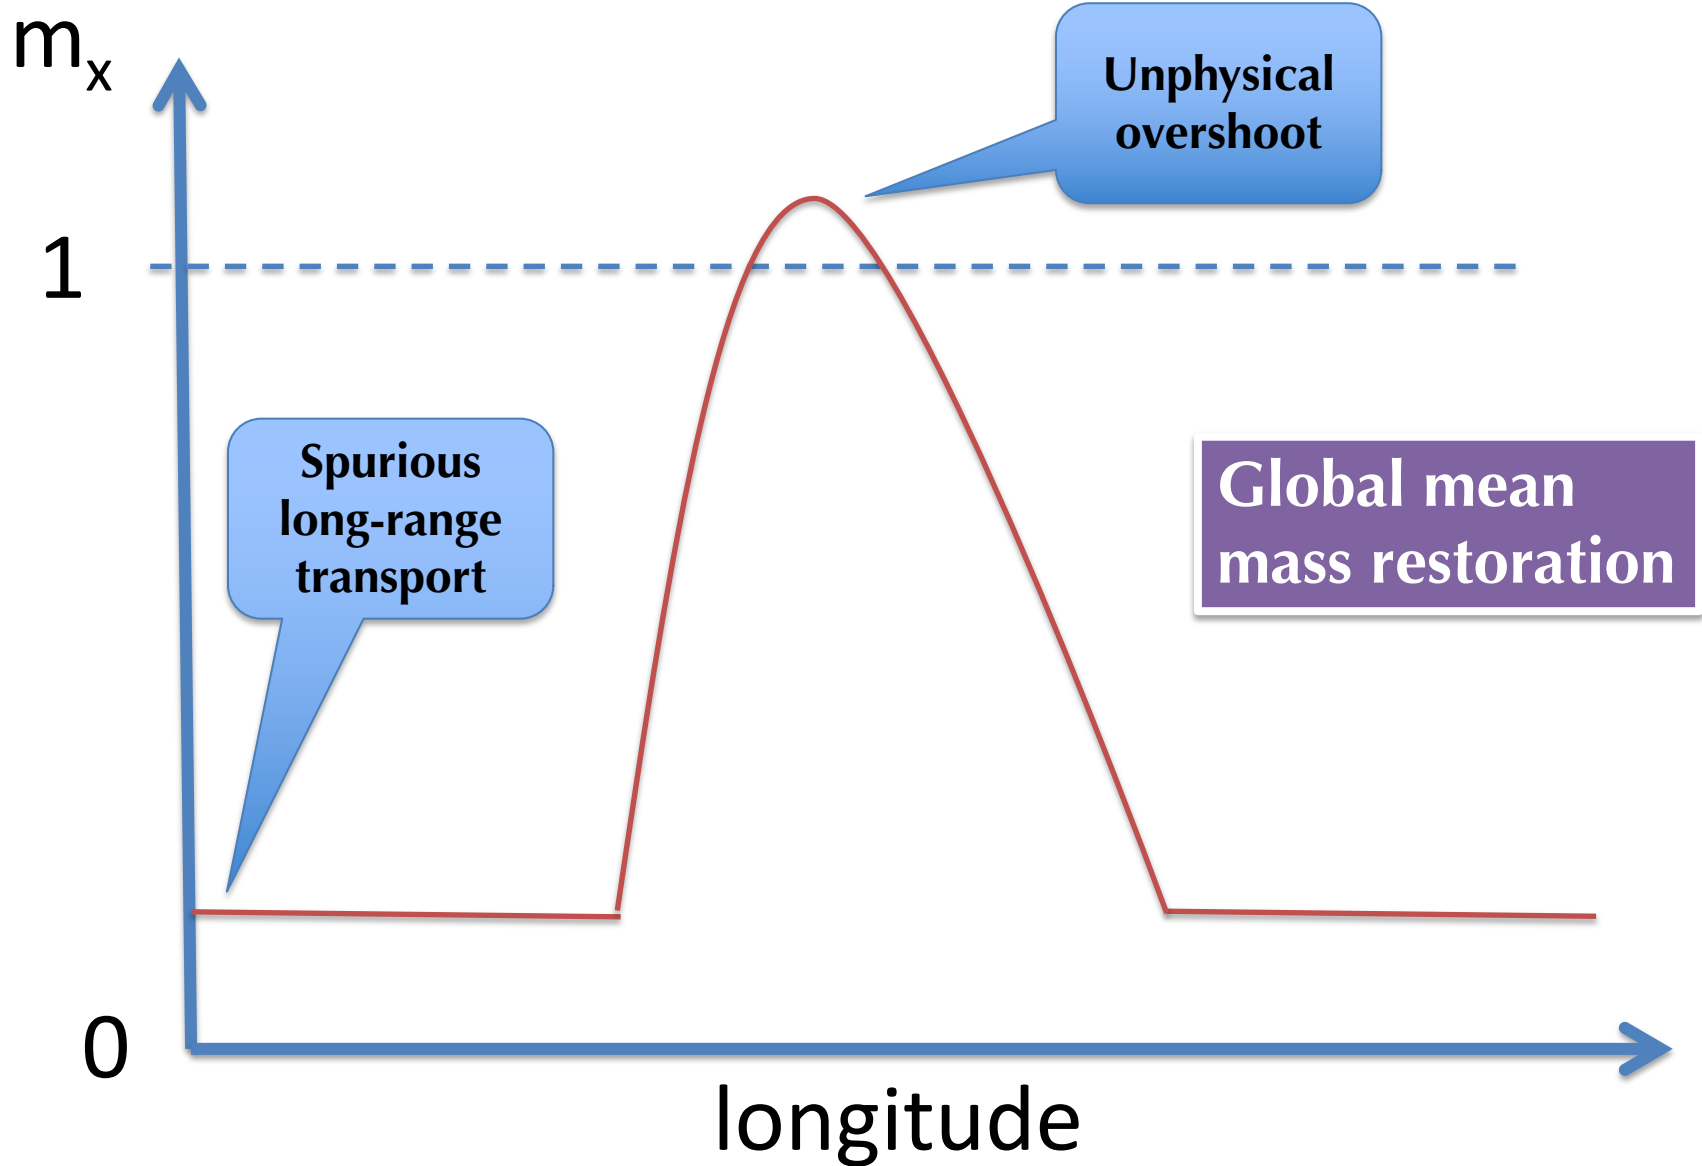 mx
Unphysical
overshoot
1
Spurious
long-range
transport
Global mean
mass restoration
0
longitude